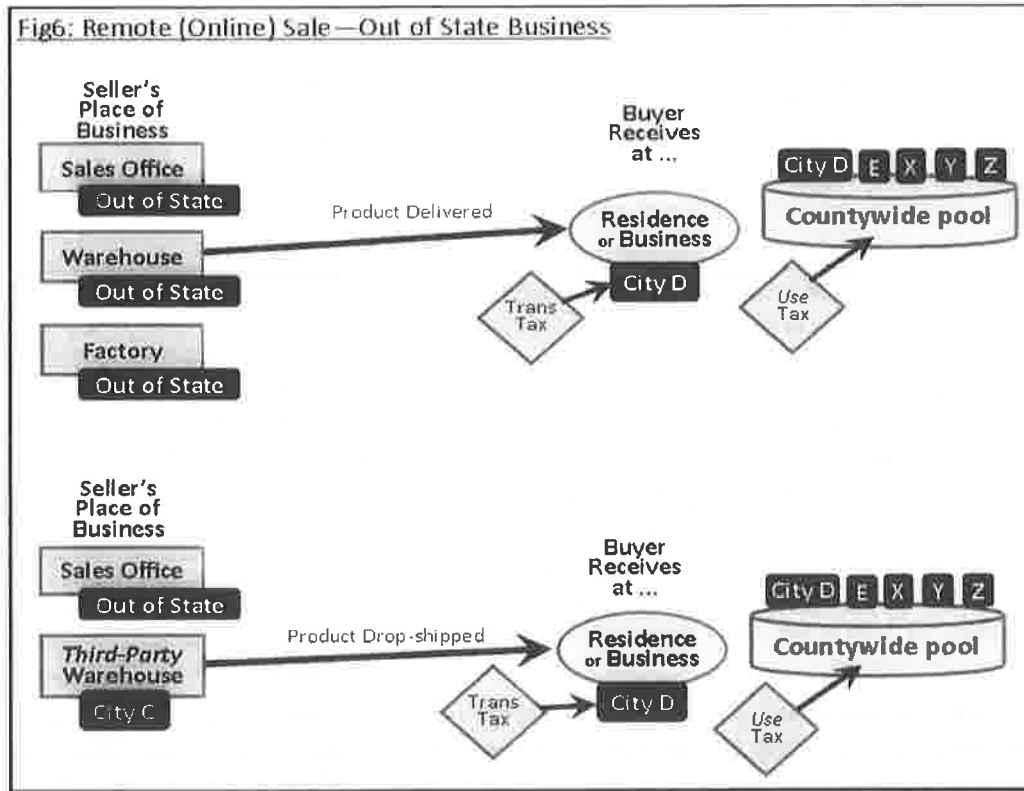 Fig6: Remote (Online) Sale—Out of State Business
Seller's
Place of
Business
Sales Office
Out of State
Warehouse
Out of State
Factory
Out of State
Product Delivered
Buyer
Receives
at ...
Residence
or Business
City D
Trans
Tax
City D E X Y Z
Countywide pool
Use
Tax
Seller's
Place of
Business
Sales Office
Out of State
Third-Party
Warehouse
City C
Product Drop-shipped
Buyer
Receives
at ...
Residence
or Business
City D
Trans
Tax
City D E X Y Z
Countywide pool
Use
Tax